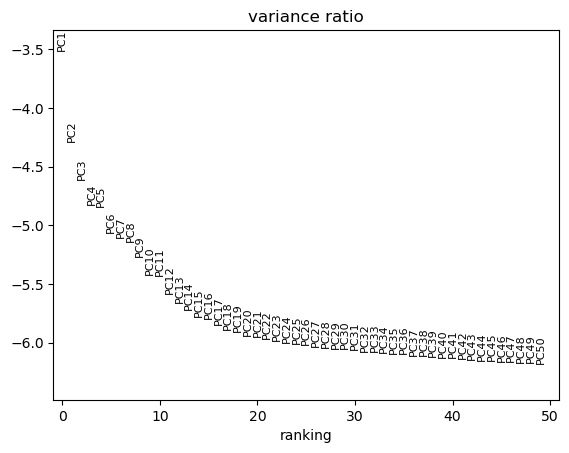 variance ratio
−3.5
−4.0
−4.5
−5.0
−5.5
−6.0
PC1
PC2
PC3
PC4
PC5
PC6
PC7
PC8
PC9
PC10
PC11
PC12
PC13
PC14
PC15
PC16
PC17
PC18
PC19
PC20
PC21
PC22
PC23
PC24
PC25
PC26
PC27
PC28
PC29
PC30
PC31
PC32
PC33
PC34
PC35
PC36
PC37
PC38
PC39
PC40
PC41
PC42
PC43
PC44
PC45
PC46
PC47
PC48
PC49
PC50
0 10 20 30 40 50
ranking